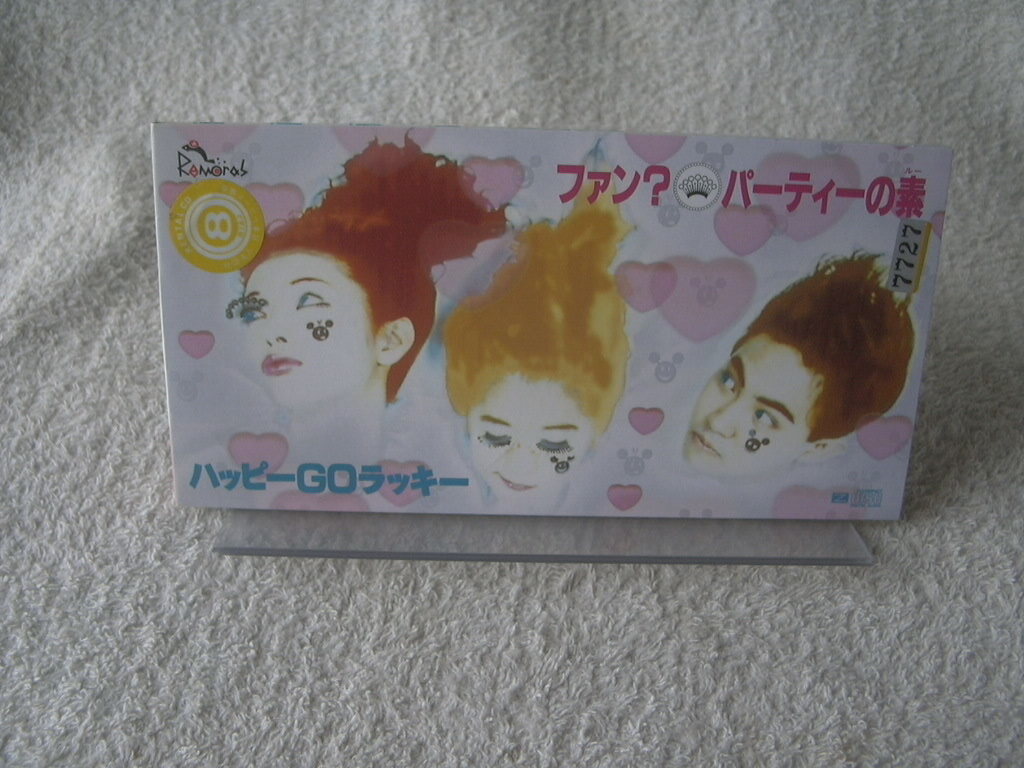 Remoras
ファン? パーティーの素
ルー
8
7727
ハッピーGOラッキー